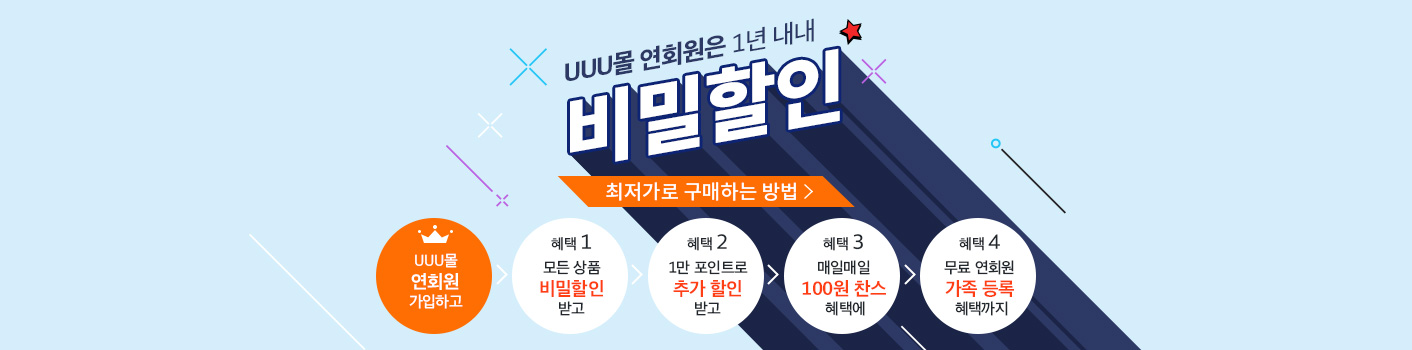 UUU몰 연회원은 1년 내내
비밀할인
최저가로 구매하는 방법 >
UUU몰
연회원
가입하고
혜택 1
모든 상품
비밀할인
받고
혜택 2
1만 포인트로
추가 할인
받고
혜택 3
매일매일
100원 찬스
혜택에
혜택 4
무료 연회원
가족 등록
혜택까지